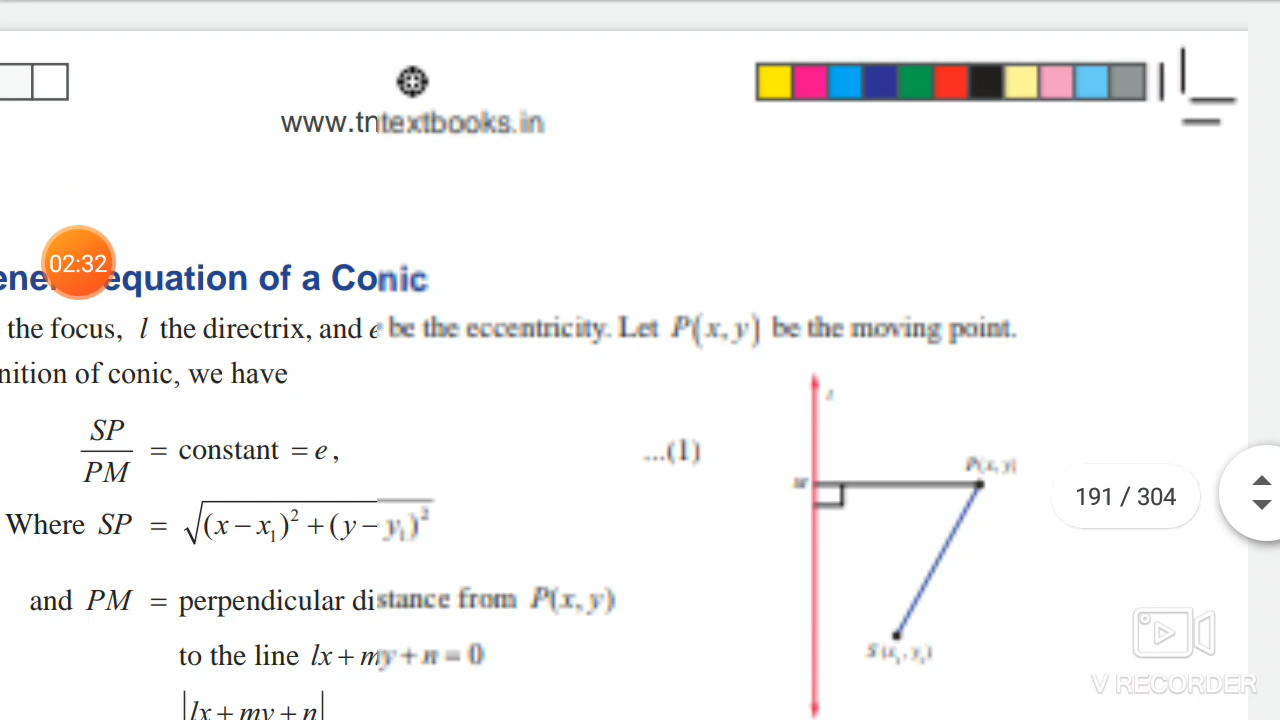 www.tntextbooks.in
02:32
equation of a Conic
the focus, l the directrix, and e be the eccentricity. Let P(x, y) be the moving point.
nition of conic, we have
SP/PM = constant = e, ...(1)
Where SP = √((x − x₁)² + (y − y₁)²)
and PM = perpendicular distance from P(x, y)
to the line lx + my + n = 0
|lx + my + n|
l
M
P(x, y)
S(x₁, y₁)
191 / 304
V RECORDER